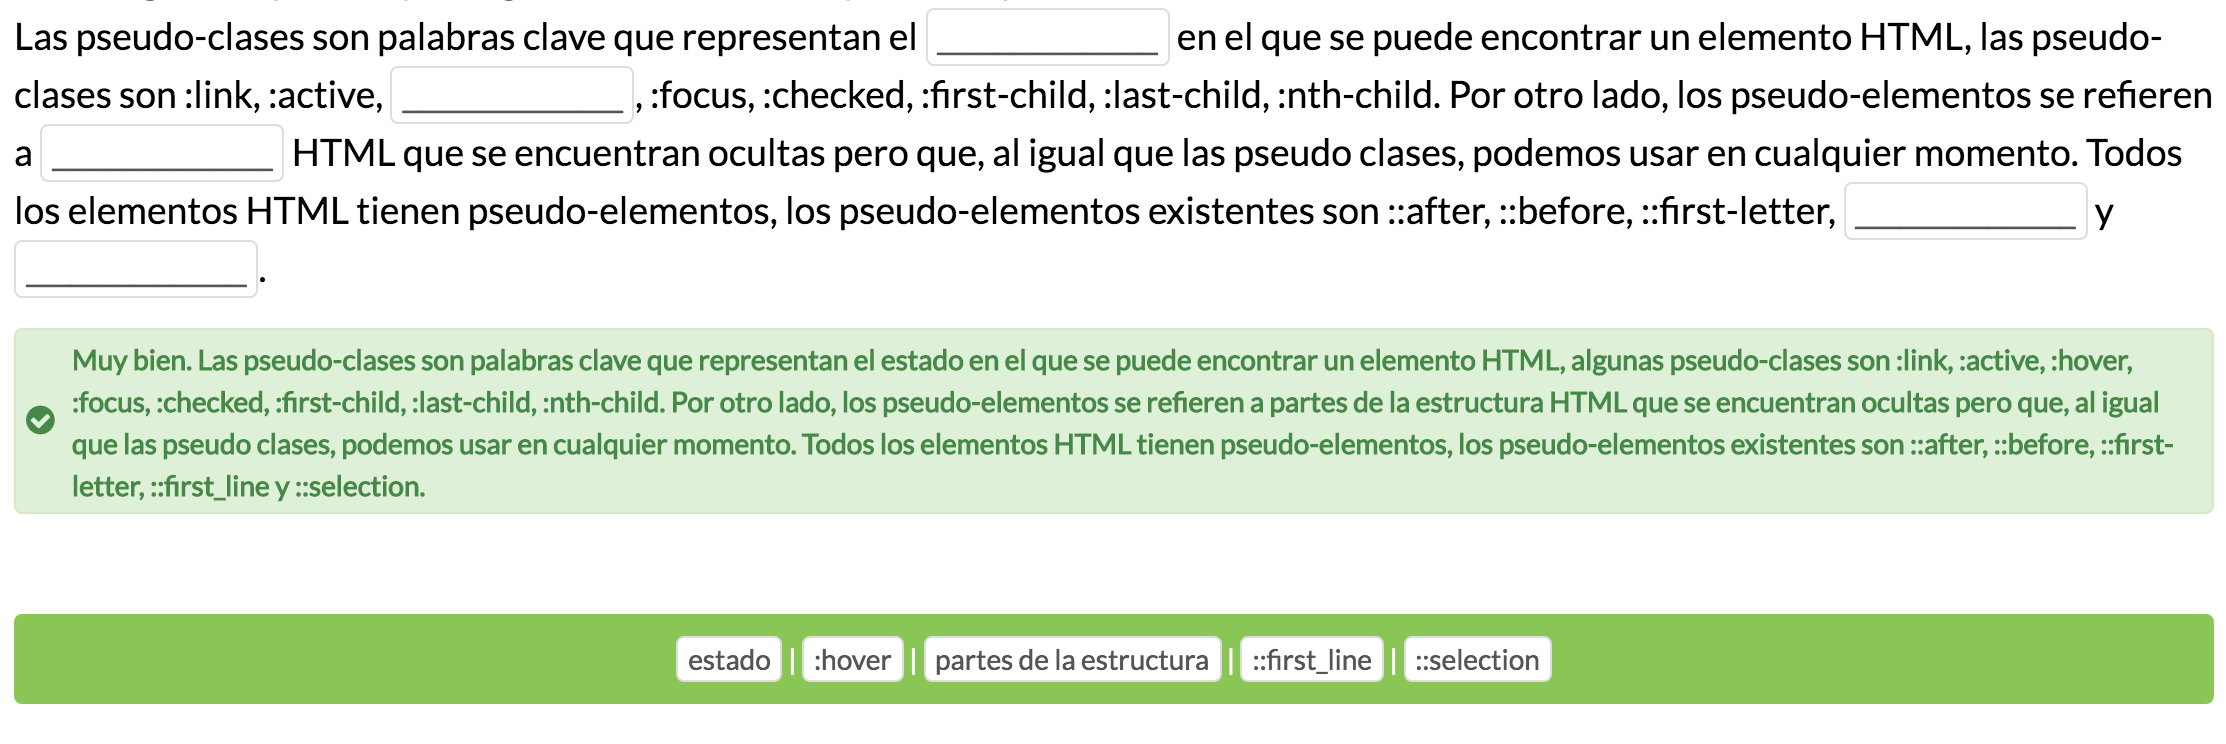 Las pseudo-clases son palabras clave que representan el _____________ en el que se puede encontrar un elemento HTML, las pseudo-
clases son :link, :active, _____________, :focus, :checked, :first-child, :last-child, :nth-child. Por otro lado, los pseudo-elementos se refieren
a _____________ HTML que se encuentran ocultas pero que, al igual que las pseudo clases, podemos usar en cualquier momento. Todos
los elementos HTML tienen pseudo-elementos, los pseudo-elementos existentes son ::after, ::before, ::first-letter, _____________ y
_____________.
Muy bien. Las pseudo-clases son palabras clave que representan el estado en el que se puede encontrar un elemento HTML, algunas pseudo-clases son :link, :active, :hover,
:focus, :checked, :first-child, :last-child, :nth-child. Por otro lado, los pseudo-elementos se refieren a partes de la estructura HTML que se encuentran ocultas pero que, al igual
que las pseudo clases, podemos usar en cualquier momento. Todos los elementos HTML tienen pseudo-elementos, los pseudo-elementos existentes son ::after, ::before, ::first-
letter, ::first_line y ::selection.
estado | :hover | partes de la estructura | ::first_line | ::selection